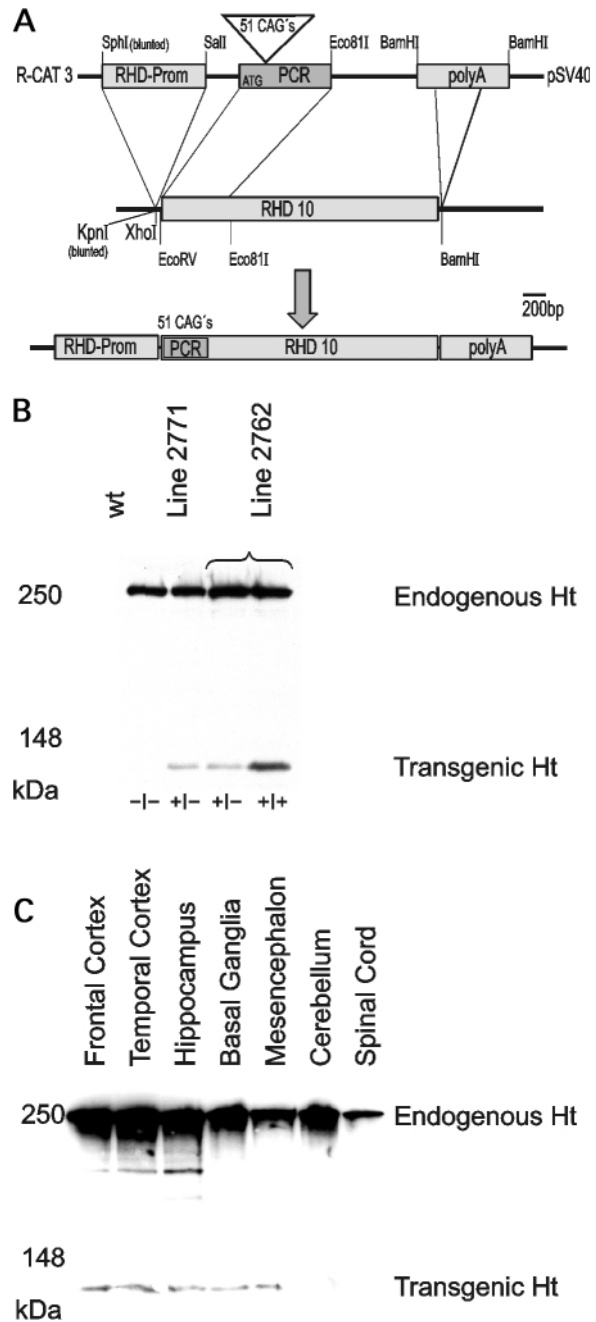 A
51 CAG´s
SphI (blunted) SalI Eco81I BamHI BamHI
R-CAT 3 RHD-Prom ATG PCR polyA pSV40
RHD 10
KpnI (blunted) XhoI EcoRV Eco81I BamHI
200bp
51 CAG´s
RHD-Prom PCR RHD 10 polyA
B
wt Line 2771 Line 2762
250 Endogenous Ht
148 Transgenic Ht
kDa -|- +|- +|- +|+
C
Frontal Cortex
Temporal Cortex
Hippocampus
Basal Ganglia
Mesencephalon
Cerebellum
Spinal Cord
250 Endogenous Ht
148 Transgenic Ht
kDa